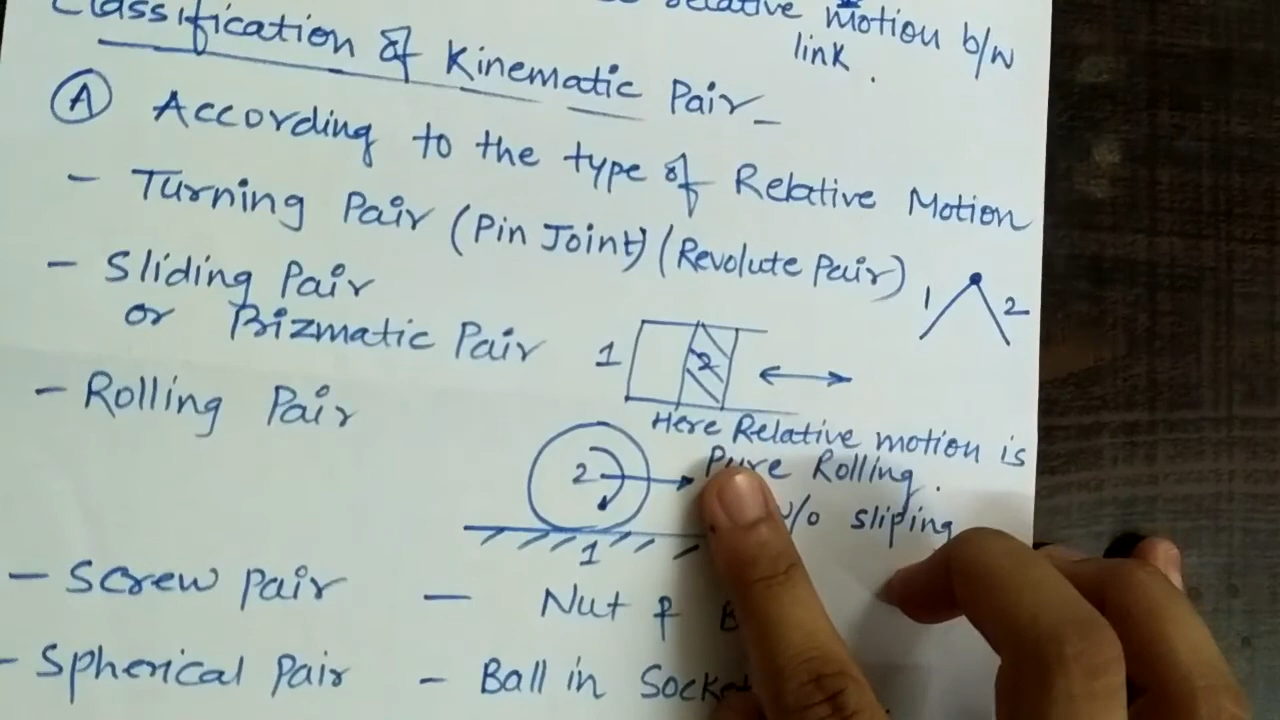 Relative motion b/w
link.
Classification of Kinematic Pair
A According to the type of Relative Motion
- Turning Pair (Pin Joint) (Revolute Pair)
1 2
- Sliding Pair
or Prizmatic Pair
1 2
- Rolling Pair
Here Relative motion is
Pure Rolling.
w/o sliping
2
1
- Screw pair - Nut &
- Spherical Pair - Ball in Socket